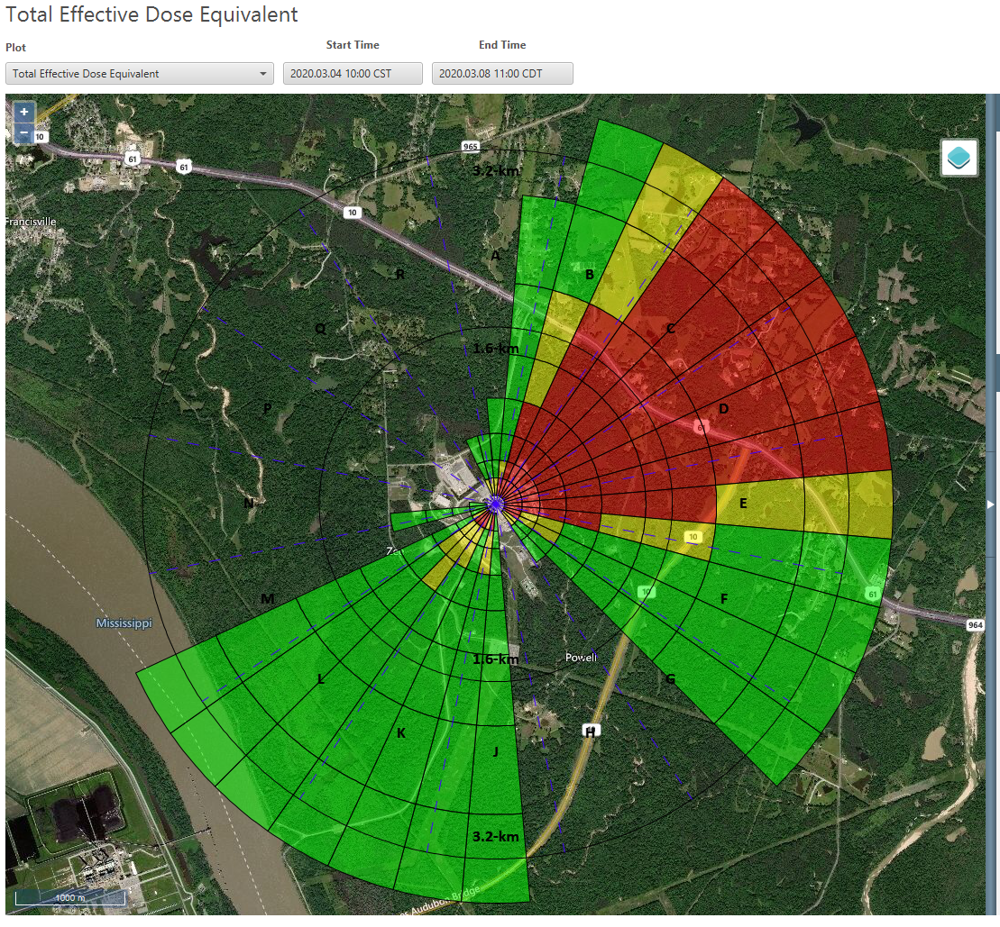 Total Effective Dose Equivalent
Plot
Start Time
End Time
Total Effective Dose Equivalent
2020.03.04 10:00 CST
2020.03.08 11:00 CDT
+
−
10
61
61
965
3.2-km
10
Francisville
A
R
B
Q
1.6-km
C
P
D
61
N
E
10
M
10
F
61
Mississippi
964
1.6-km
Powell
L
G
K
H
J
3.2-km
1000 m
Audubon Bridge